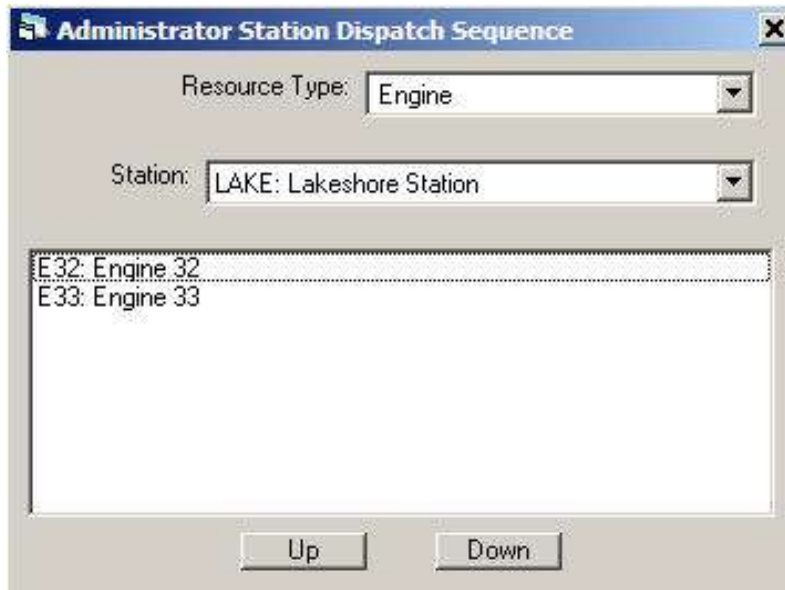 Administrator Station Dispatch Sequence
Resource Type: Engine
Station: LAKE: Lakeshore Station
E32: Engine 32
E33: Engine 33
Up Down